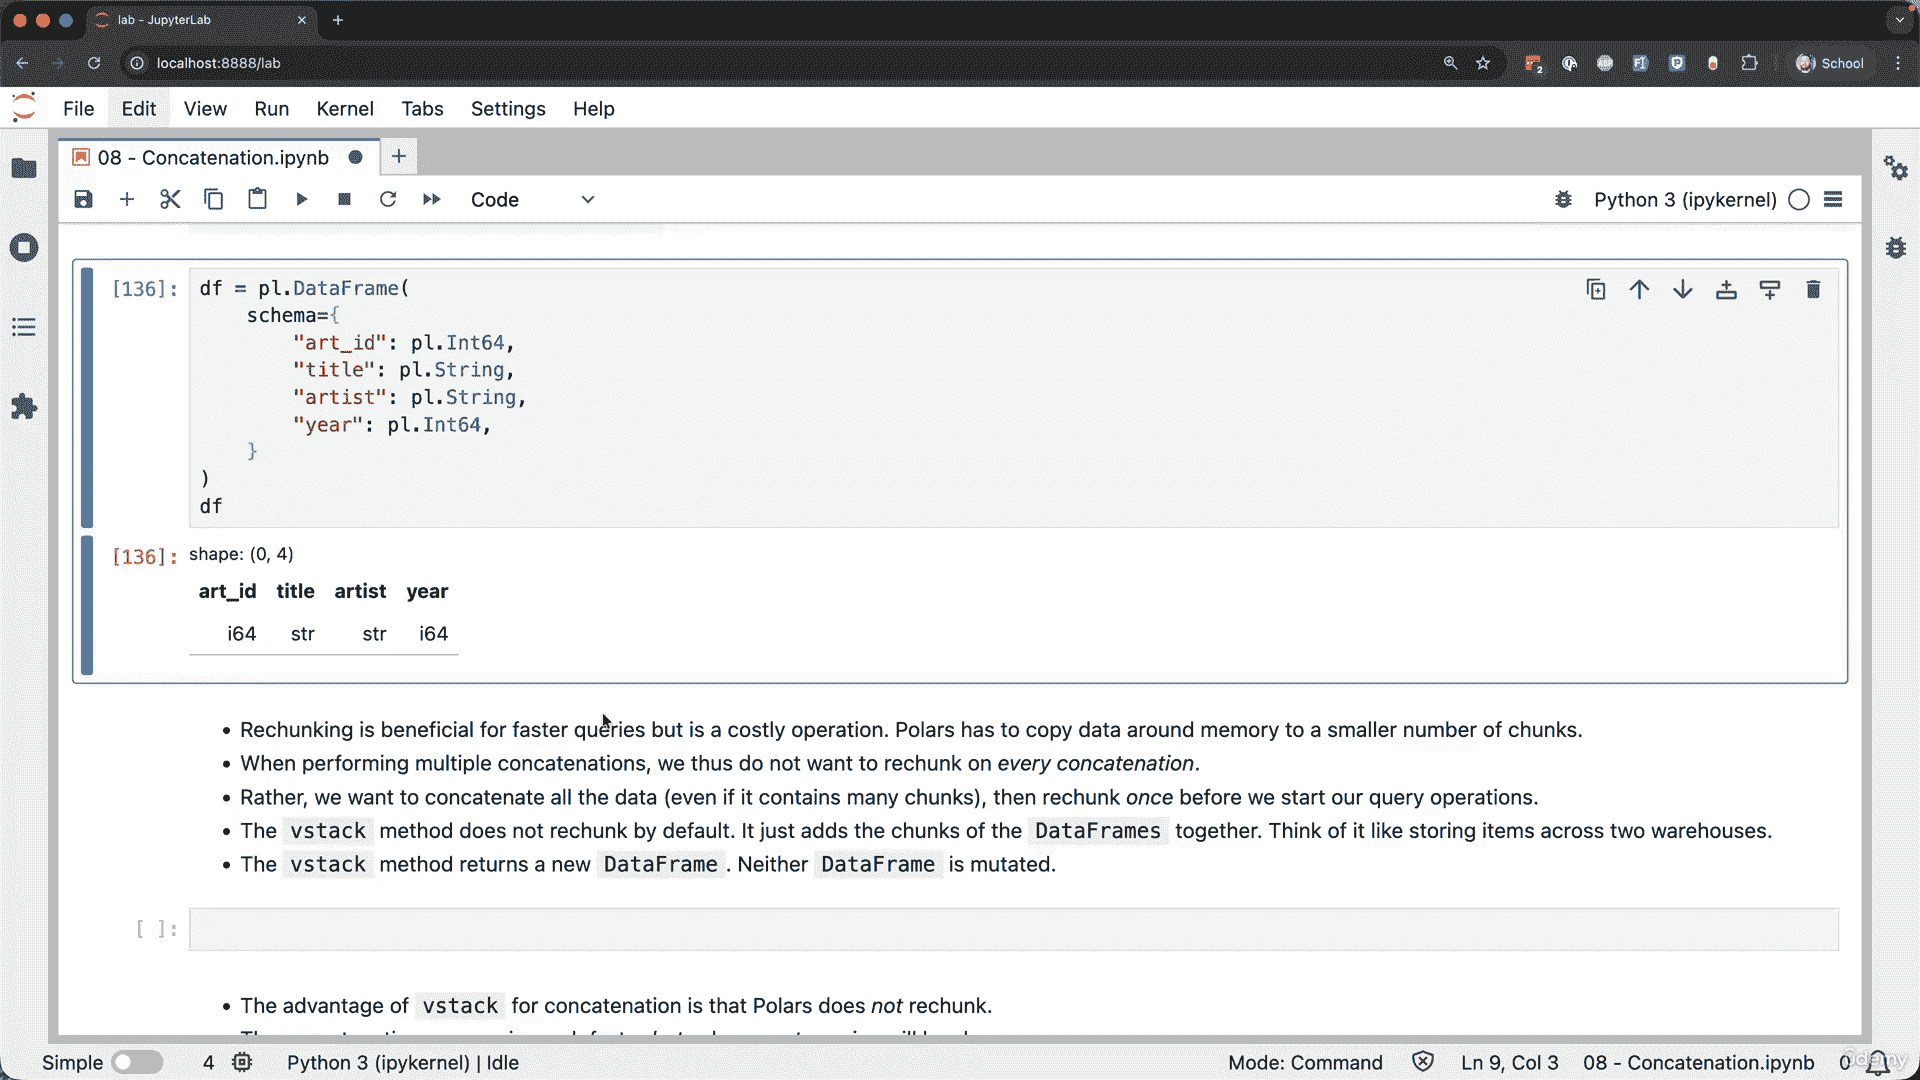 lab - JupyterLab
localhost:8888/lab
2
School
File Edit View Run Kernel Tabs Settings Help
08 - Concatenation.ipynb
Code
Python 3 (ipykernel)
[136]:
df = pl.DataFrame(
schema={
"art_id": pl.Int64,
"title": pl.String,
"artist": pl.String,
"year": pl.Int64,
}
)
df
[136]: shape: (0, 4)
art_id title artist year
i64 str str i64
• Rechunking is beneficial for faster queries but is a costly operation. Polars has to copy data around memory to a smaller number of chunks.
• When performing multiple concatenations, we thus do not want to rechunk on every concatenation.
• Rather, we want to concatenate all the data (even if it contains many chunks), then rechunk once before we start our query operations.
• The vstack method does not rechunk by default. It just adds the chunks of the DataFrames together. Think of it like storing items across two warehouses.
• The vstack method returns a new DataFrame. Neither DataFrame is mutated.
[ ]:
• The advantage of vstack for concatenation is that Polars does not rechunk.
Simple 4 Python 3 (ipykernel) | Idle Mode: Command Ln 9, Col 3 08 - Concatenation.ipynb 0
Udemy